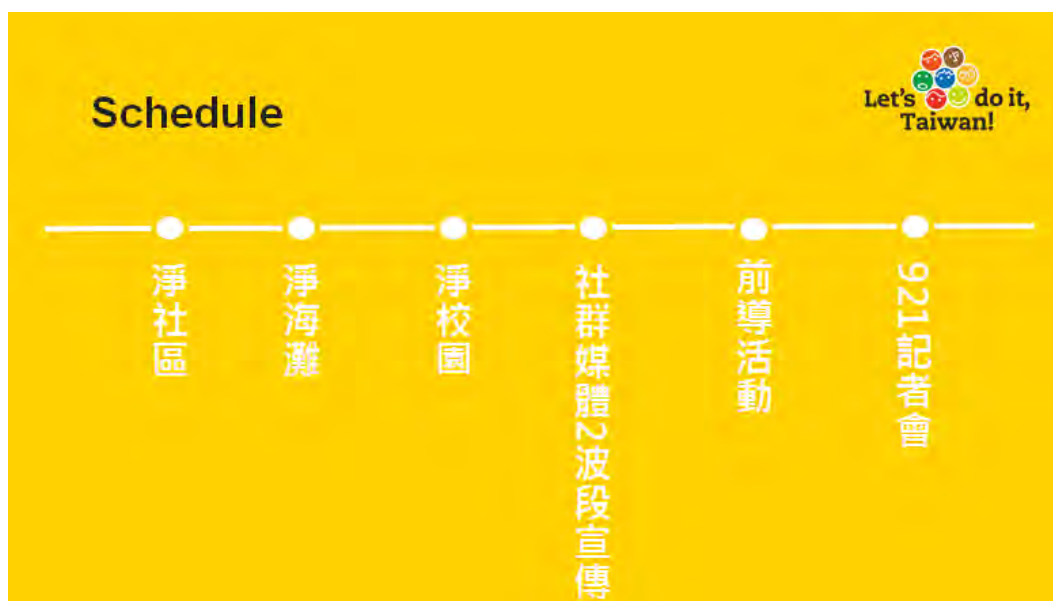 Schedule
Let's do it,
Taiwan!
淨社區
淨海灘
淨校園
社群媒體2波段宣傳
前導活動
921記者會